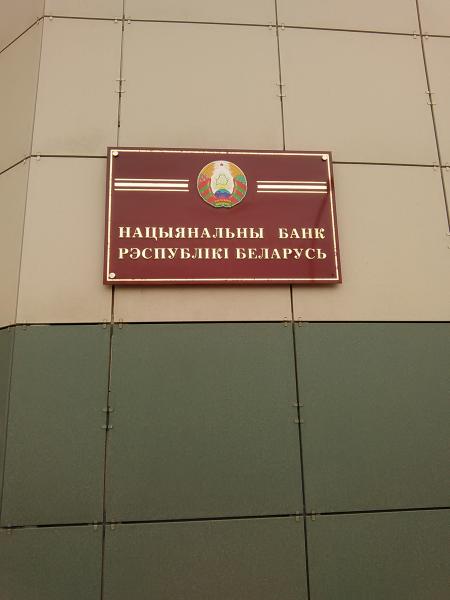 НАЦЫЯНАЛЬНЫ БАНК
РЭСПУБЛІКІ БЕЛАРУСЬ